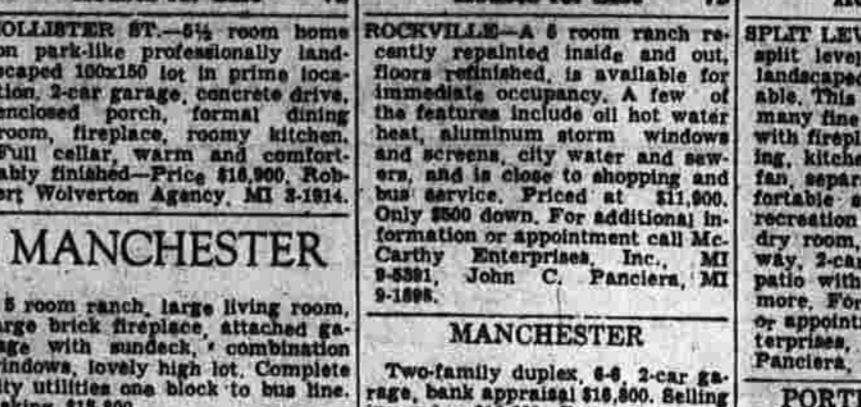 OLLISTER ST.—6½ room home
on park-like professionally land-
scaped 100x150 lot in prime loca-
tion. 2-car garage, concrete drive,
enclosed porch, formal dining
room, fireplace, roomy kitchen.
Full cellar, warm and comfort-
ably finished—Price $18,900. Rob-
ert Wolverton Agency, MI 3-1914.
MANCHESTER
5 room ranch, large living room,
arge brick fireplace, attached ga-
age with sundeck, combination
indows, lovely high lot. Complete
ity utilities one block to bus line.
ROCKVILLE—A 5 room ranch re-
cently repainted inside and out,
floors refinished, is available for
immediate occupancy. A few of
the features include oil hot water
heat, aluminum storm windows
and screens, city water and sew-
ers, and is close to shopping and
bus service. Priced at $11,900.
Only $500 down. For additional in-
formation or appointment call Mc-
Carthy Enterprises, Inc., MI
9-5391, John C. Panciera, MI
9-1898.
MANCHESTER
Two-family duplex, 6-6, 2-car ga-
rage, bank appraisal $16,800. Selling
SPLIT LEV
split level
landscape
able. This
many fine
with firepl
ing, kitche
fan, separ
fortable
recreation
dry room,
way, 2-car
patio with
more. For
or appoint
terprises,
Panciera,
PORT